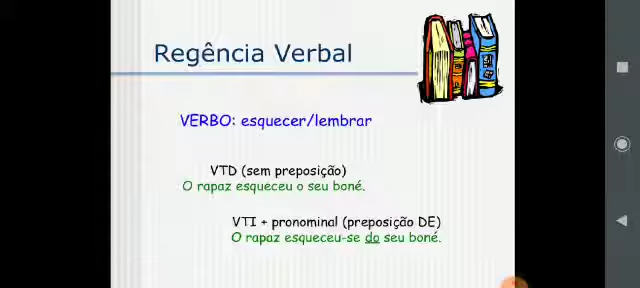 Regência Verbal
VERBO: esquecer/lembrar
VTD (sem preposição)
O rapaz esqueceu o seu boné.
VTI + pronominal (preposição DE)
O rapaz esqueceu-se do seu boné.